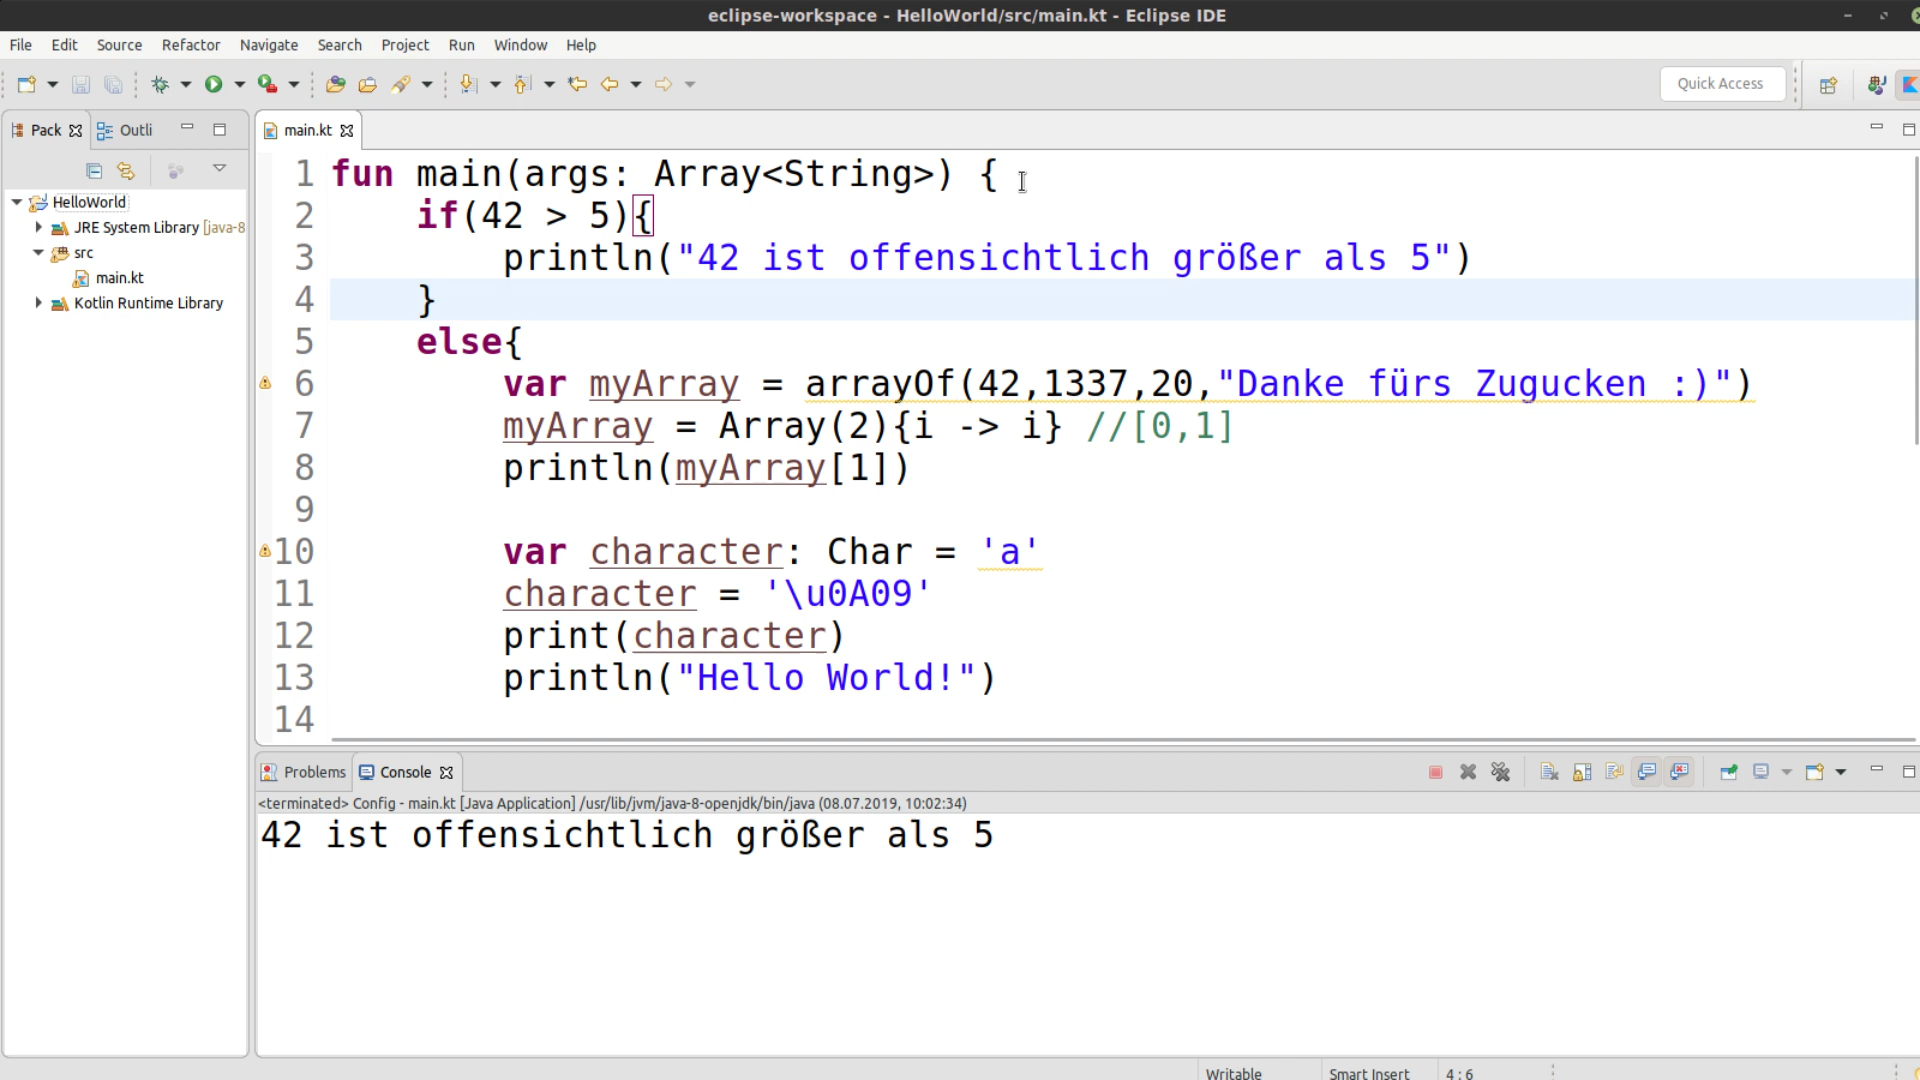 eclipse-workspace - HelloWorld/src/main.kt - Eclipse IDE
File Edit Source Refactor Navigate Search Project Run Window Help
Quick Access
Pack Outli
main.kt
HelloWorld
JRE System Library [java-8
src
main.kt
Kotlin Runtime Library
1 fun main(args: Array<String>) {
2 if(42 > 5){
3 println("42 ist offensichtlich größer als 5")
4 }
5 else{
6 var myArray = arrayOf(42,1337,20,"Danke fürs Zugucken :)")
7 myArray = Array(2){i -> i} //[0,1]
8 println(myArray[1])
9
10 var character: Char = 'a'
11 character = '\u0A09'
12 print(character)
13 println("Hello World!")
14
Problems Console
<terminated> Config - main.kt [Java Application] /usr/lib/jvm/java-8-openjdk/bin/java (08.07.2019, 10:02:34)
42 ist offensichtlich größer als 5
Writable Smart Insert 4 : 6